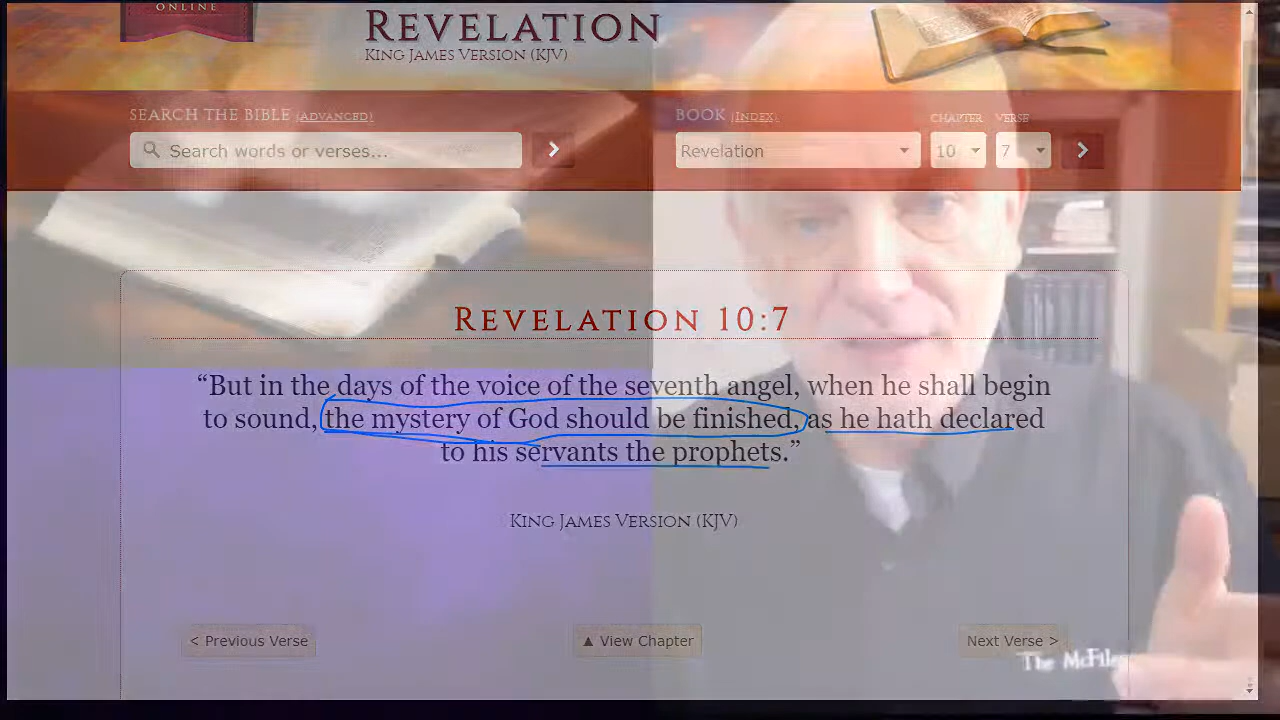 ONLINE
REVELATION
KING JAMES VERSION (KJV)
SEARCH THE BIBLE (ADVANCED)
BOOK (INDEX)
CHAPTER VERSE
Search words or verses...
Revelation
10
7
REVELATION 10:7
“But in the days of the voice of the seventh angel, when he shall begin
to sound, the mystery of God should be finished, as he hath declared
to his servants the prophets.”
KING JAMES VERSION (KJV)
< Previous Verse
▲ View Chapter
Next Verse >
The McFiles